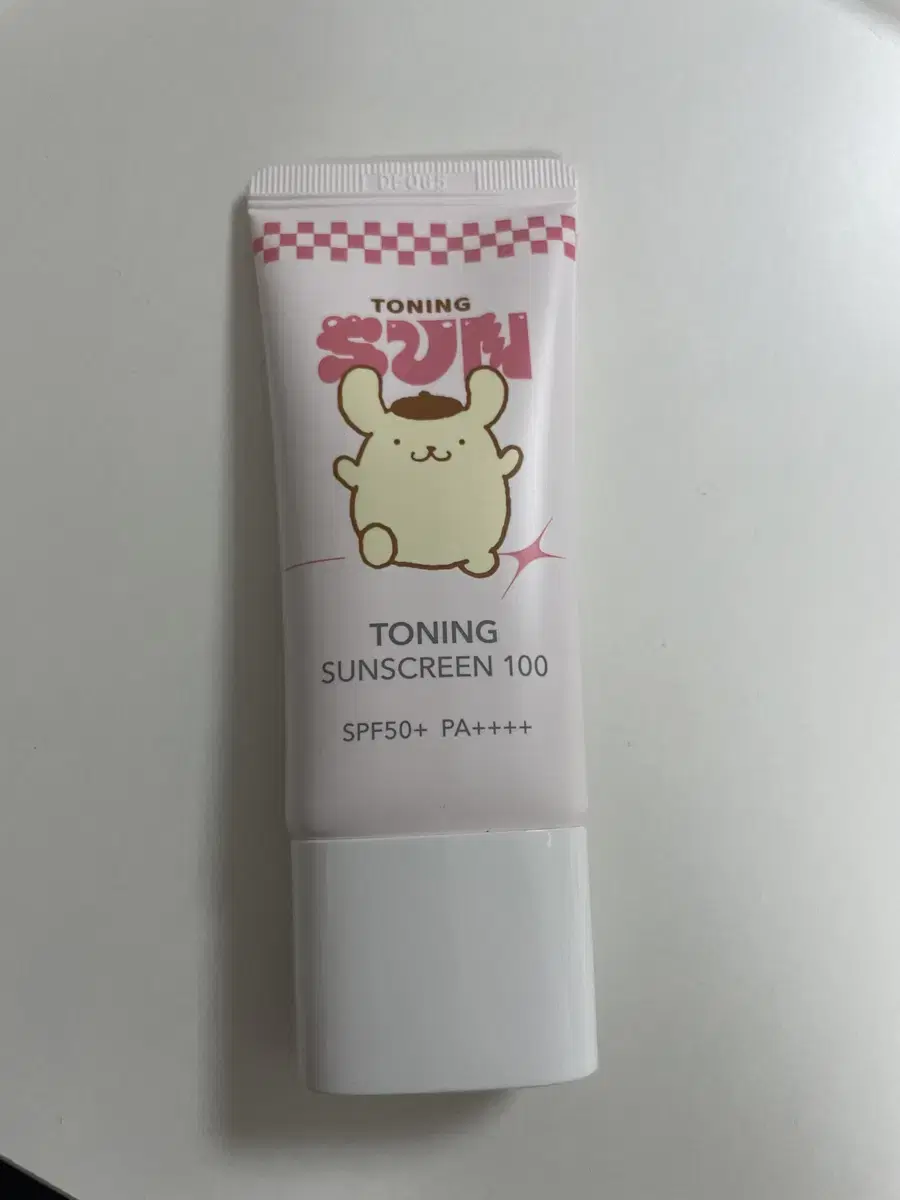 TONING
SUN
TONING
SUNSCREEN 100
SPF50+ PA++++